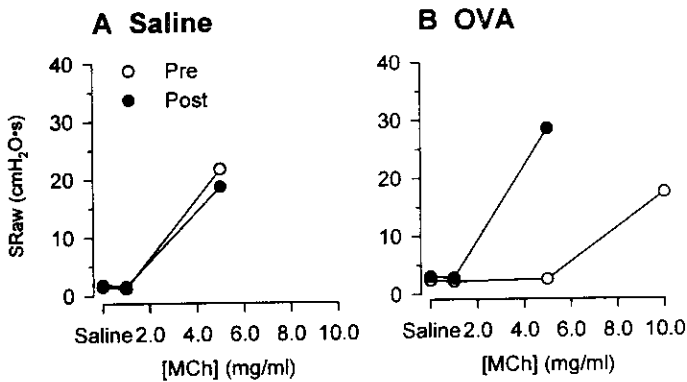 A Saline
B OVA
40
30
20
10
0
SRaw (cmH₂O•s)
Pre
Post
Saline 2.0 4.0 6.0 8.0 10.0
[MCh] (mg/ml)
40
30
20
10
0
Saline 2.0 4.0 6.0 8.0 10.0
[MCh] (mg/ml)